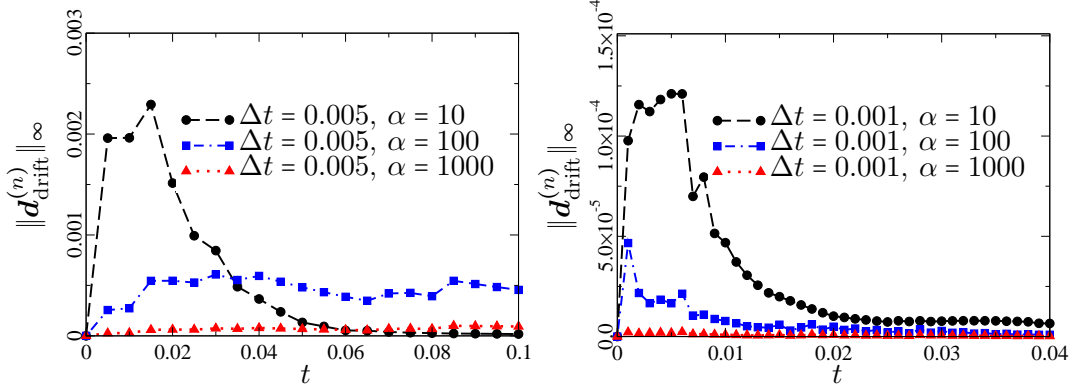 0.003
0.002
0.001
0
‖d_drift^(n)‖∞
Δt = 0.005, α = 10
Δt = 0.005, α = 100
Δt = 0.005, α = 1000
0 0.02 0.04 0.06 0.08 0.1
t
1.5×10^-4
1.0×10^-4
5.0×10^-5
0.0
‖d_drift^(n)‖∞
Δt = 0.001, α = 10
Δt = 0.001, α = 100
Δt = 0.001, α = 1000
0 0.01 0.02 0.03 0.04
t